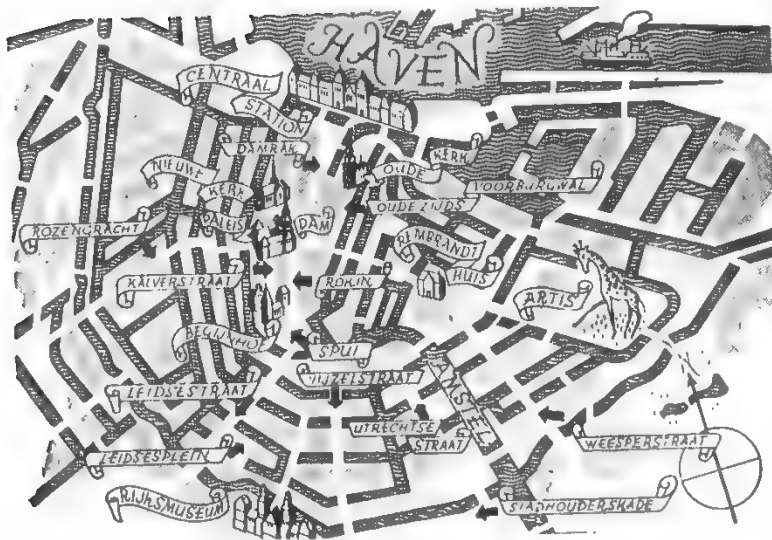 HAVEN
CENTRAAL
STATION
DAMRAK
NIEUWE
KERK
OUDE
KERK
VOORBURGWAL
PALEIS
DAM
OUDE ZIJDS
ROZENGRACHT
REMBRANDT
HUIS
KALVERSTRAAT
ROKIN
ARTIS
BEGIJNHOF
SPUI
VIJZELSTRAAT
AMSTEL
LEIDSESTRAAT
UTRECHTSE
STRAAT
WEESPERSTRAAT
LEIDSEPLEIN
RIJKSMUSEUM
STADHOUDERSKADE